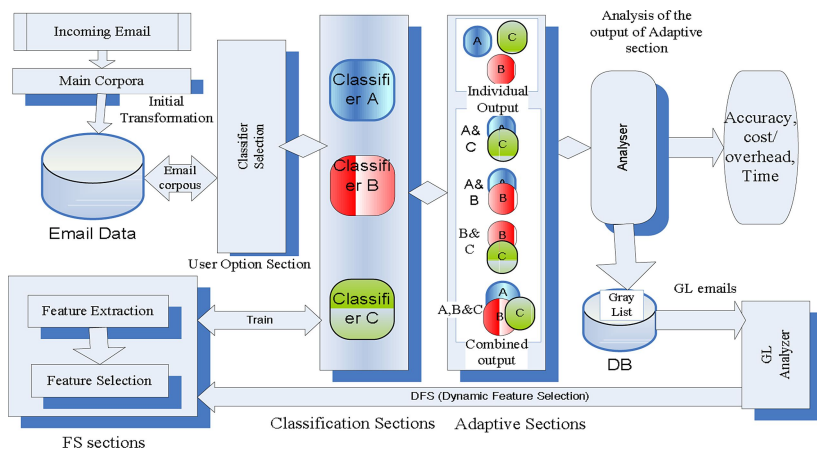 Incoming Email
Main Corpora
Initial
Transformation
Email
corpous
Email Data
Classifier
Selection
User Option Section
Classifi
er A
Classifi
er B
Classifi
er C
A
C
B
Individual
Output
A&
C
A
C
A&
B
A
B
B&
C
B
C
A,B&C
A
B
C
Combined
output
Analysis of the
output of Adaptive
section
Analyser
Accuracy,
cost/
overhead,
Time
Gray
List
DB
GL emails
GL
Analyzer
Feature Extraction
Feature Selection
FS sections
Train
DFS (Dynamic Feature Selection)
Classification Sections
Adaptive Sections